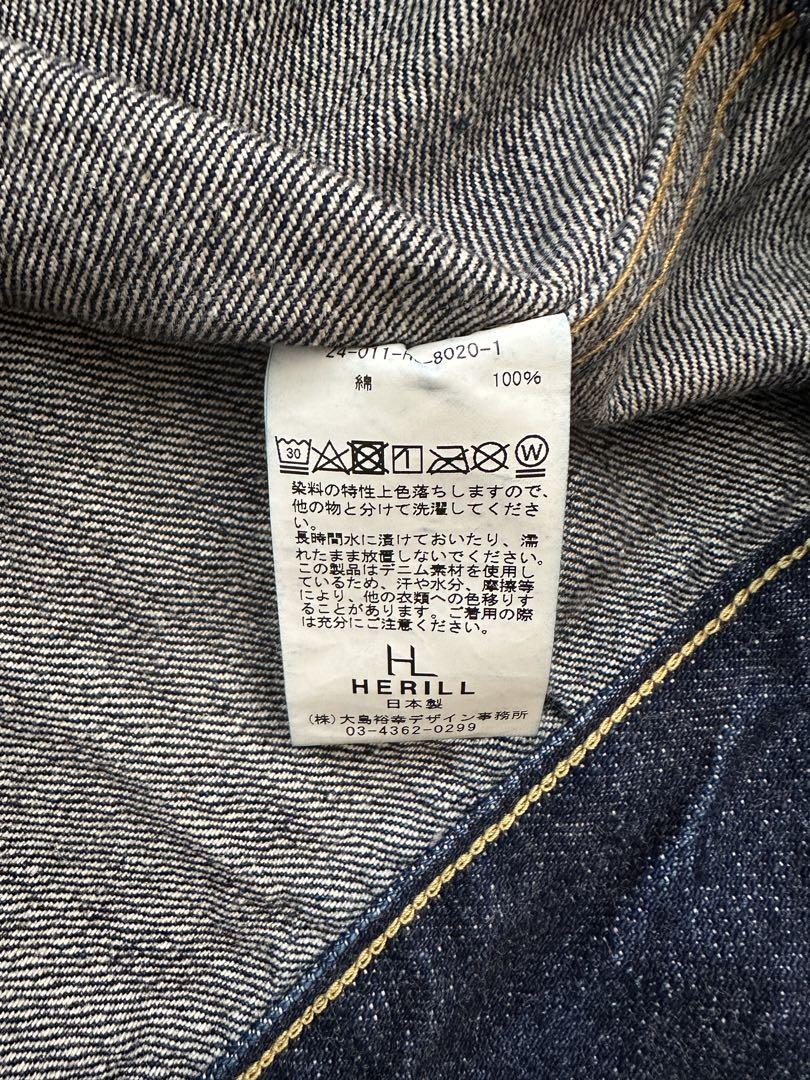 24-011-HL-8020-1
綿 100%
30 W
染料の特性上色落ちしますので、
他の物と分けて洗濯してくださ
い。
長時間水に漬けておいたり、濡
れたまま放置しないでください。
この製品はデニム素材を使用し
ているため、汗や水分、摩擦等
により、他の衣類への色移りす
ることがあります。ご着用の際
は充分にご注意ください。
HL
HERILL
日本製
(株)大島裕幸デザイン事務所
03-4362-0299